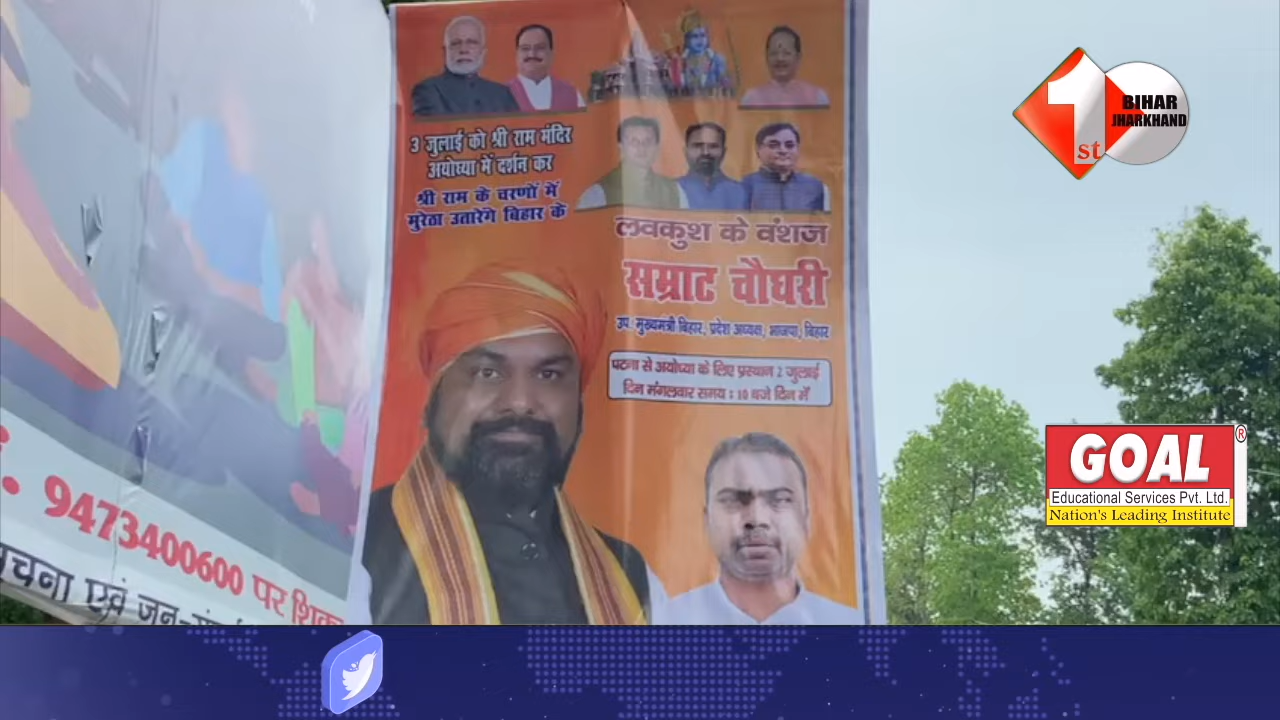 3 जुलाई को श्री राम मंदिर
अयोध्या में दर्शन कर
श्री राम के चरणों में
मुरेठा उतारेंगे बिहार के
लवकुश के वंशज
सम्राट चौधरी
उप. मुख्यमंत्री बिहार, प्रदेश अध्यक्ष, भाजपा, बिहार
पटना से अयोध्या के लिए प्रस्थान 2 जुलाई
दिन मंगलवार समय : 10 बजे दिन में
9473400600 पर
एवं
1st
BIHAR
JHARKHAND
GOAL®
Educational Services Pvt. Ltd.
Nation's Leading Institute